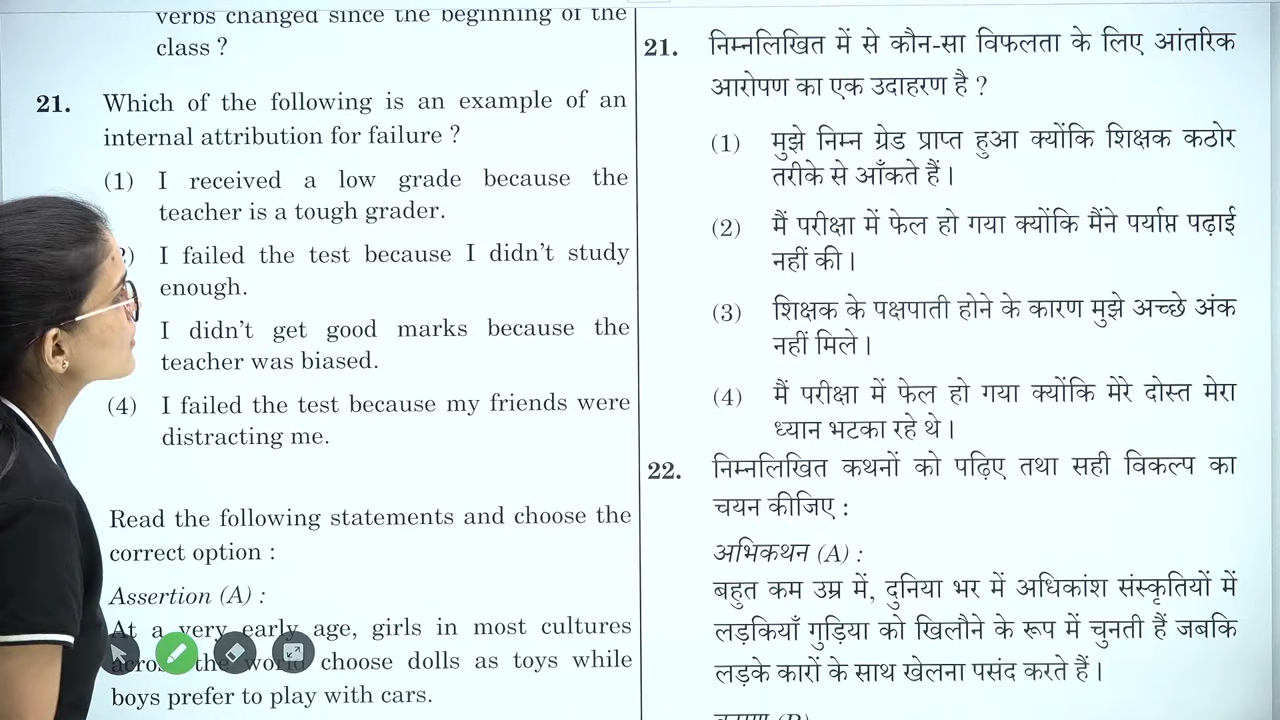 verbs changed since the beginning of the
class ?
21. Which of the following is an example of an
internal attribution for failure ?
(1) I received a low grade because the
teacher is a tough grader.
) I failed the test because I didn't study
enough.
I didn't get good marks because the
teacher was biased.
(4) I failed the test because my friends were
distracting me.
Read the following statements and choose the
correct option :
Assertion (A) :
At a very early age, girls in most cultures
across the world choose dolls as toys while
boys prefer to play with cars.
21. निम्नलिखित में से कौन-सा विफलता के लिए आंतरिक
आरोपण का एक उदाहरण है ?
(1) मुझे निम्न ग्रेड प्राप्त हुआ क्योंकि शिक्षक कठोर
तरीके से आँकते हैं।
(2) मैं परीक्षा में फेल हो गया क्योंकि मैंने पर्याप्त पढ़ाई
नहीं की।
(3) शिक्षक के पक्षपाती होने के कारण मुझे अच्छे अंक
नहीं मिले।
(4) मैं परीक्षा में फेल हो गया क्योंकि मेरे दोस्त मेरा
ध्यान भटका रहे थे।
22. निम्नलिखित कथनों को पढ़िए तथा सही विकल्प का
चयन कीजिए :
अभिकथन (A) :
बहुत कम उम्र में, दुनिया भर में अधिकांश संस्कृतियों में
लड़कियाँ गुड़िया को खिलौने के रूप में चुनती हैं जबकि
लड़के कारों के साथ खेलना पसंद करते हैं।